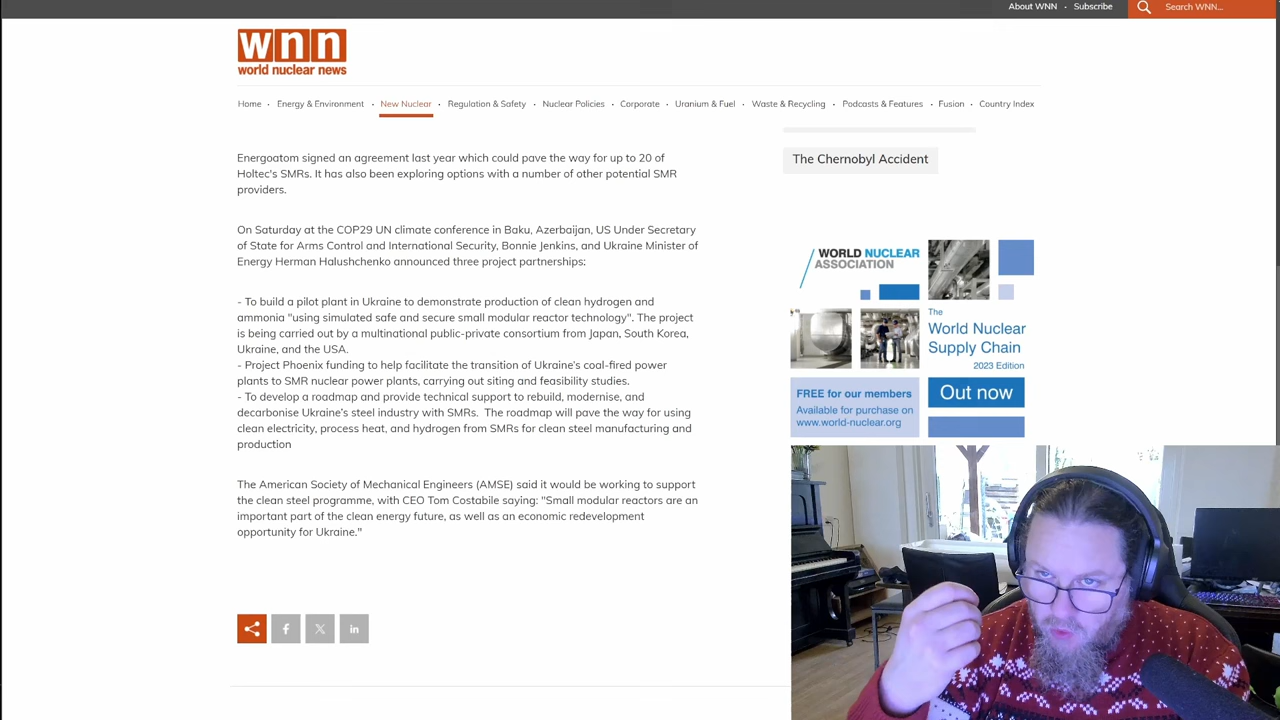 About WNN · Subscribe
Search WNN...
wnn
world nuclear news
Home · Energy & Environment · New Nuclear · Regulation & Safety · Nuclear Policies · Corporate · Uranium & Fuel · Waste & Recycling · Podcasts & Features · Fusion · Country Index
Energoatom signed an agreement last year which could pave the way for up to 20 of
Holtec's SMRs. It has also been exploring options with a number of other potential SMR
providers.
On Saturday at the COP29 UN climate conference in Baku, Azerbaijan, US Under Secretary
of State for Arms Control and International Security, Bonnie Jenkins, and Ukraine Minister of
Energy Herman Halushchenko announced three project partnerships:
- To build a pilot plant in Ukraine to demonstrate production of clean hydrogen and
ammonia "using simulated safe and secure small modular reactor technology". The project
is being carried out by a multinational public-private consortium from Japan, South Korea,
Ukraine, and the USA.
- Project Phoenix funding to help facilitate the transition of Ukraine's coal-fired power
plants to SMR nuclear power plants, carrying out siting and feasibility studies.
- To develop a roadmap and provide technical support to rebuild, modernise, and
decarbonise Ukraine's steel industry with SMRs. The roadmap will pave the way for using
clean electricity, process heat, and hydrogen from SMRs for clean steel manufacturing and
production
The American Society of Mechanical Engineers (AMSE) said it would be working to support
the clean steel programme, with CEO Tom Costabile saying: "Small modular reactors are an
important part of the clean energy future, as well as an economic redevelopment
opportunity for Ukraine."
f
X
in
The Chernobyl Accident
WORLD NUCLEAR
ASSOCIATION
The
World Nuclear
Supply Chain
2023 Edition
FREE for our members
Available for purchase on
www.world-nuclear.org
Out now